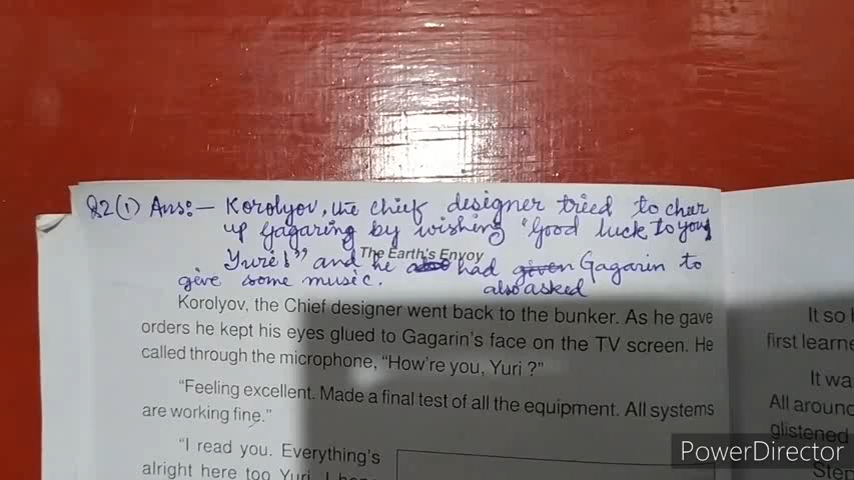 Q2(1) Ans:- Korolyov, the chief designer tried to cheer
up Gagaring by wishing "Good luck to you,
Yure!" and he also had given Gagarin to
also asked
give some music.
The Earth's Envoy
Korolyov, the Chief designer went back to the bunker. As he gave
orders he kept his eyes glued to Gagarin's face on the TV screen. He
called through the microphone, "How're you, Yuri ?"
"Feeling excellent. Made a final test of all the equipment. All systems
are working fine."
"I read you. Everything's
alright here too Yuri. I
It so
first learne
It wa
All around
glistened
Step
PowerDirector